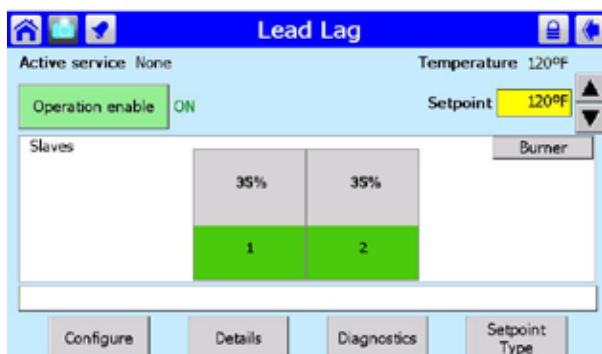 Lead Lag
Active service None
Temperature 120ºF
Operation enable ON
Setpoint 120ºF
Slaves
Burner
35% 35%
1 2
Configure Details Diagnostics Setpoint Type